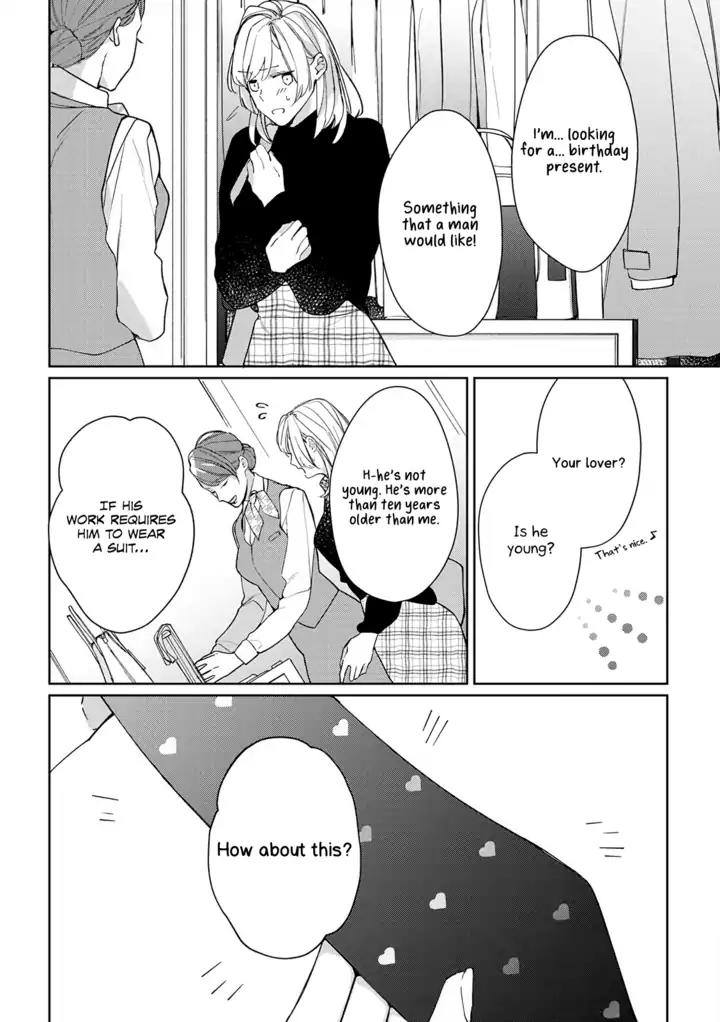 I'm... looking
for a... birthday
present.
Something
that a man
would like!
Your lover?
Is he
young?
That's nice. ♪
H-he's not
young. He's more
than ten years
older than me.
IF HIS
WORK REQUIRES
HIM TO WEAR
A SUIT...
How about this?